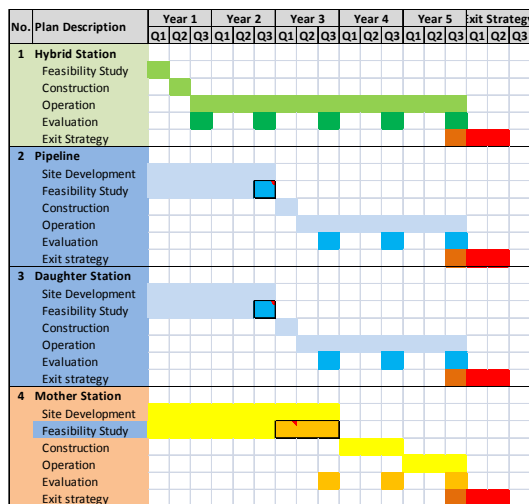 No. Plan Description Year 1 Year 2 Year 3 Year 4 Year 5 Exit Strategy
Q1 Q2 Q3 Q1 Q2 Q3 Q1 Q2 Q3 Q1 Q2 Q3 Q1 Q2 Q3 Q1 Q2 Q3
1 Hybrid Station
Feasibility Study
Construction
Operation
Evaluation
Exit Strategy
2 Pipeline
Site Development
Feasibility Study
Construction
Operation
Evaluation
Exit strategy
3 Daughter Station
Site Development
Feasibility Study
Construction
Operation
Evaluation
Exit strategy
4 Mother Station
Site Development
Feasibility Study
Construction
Operation
Evaluation
Exit strategy